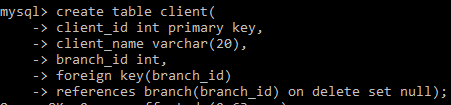 mysql> create table client(
    -> client_id int primary key,
    -> client_name varchar(20),
    -> branch_id int,
    -> foreign key(branch_id)
    -> references branch(branch_id) on delete set null);